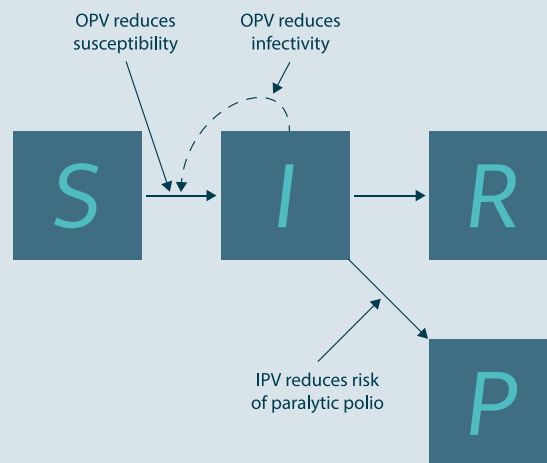 OPV reduces
susceptibility
OPV reduces
infectivity
S
I
R
IPV reduces risk
of paralytic polio
P